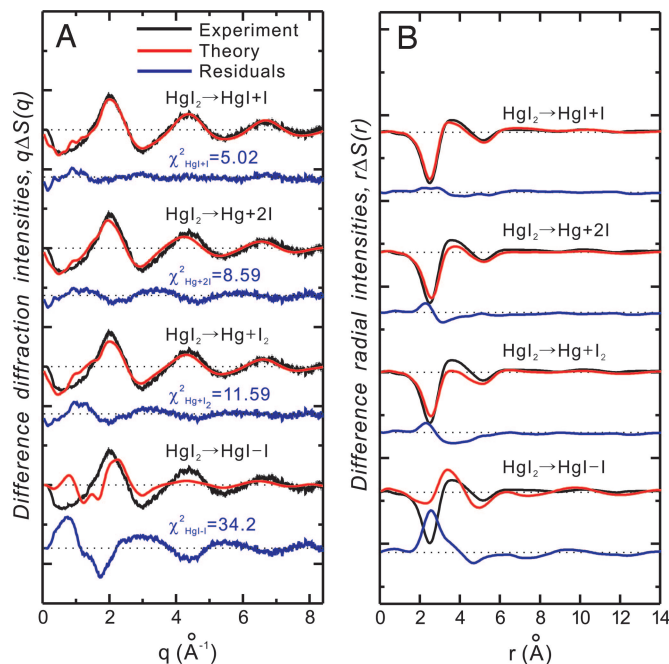 A
Experiment
Theory
Residuals
HgI₂→HgI+I
χ²HgI+I=5.02
HgI₂→Hg+2I
χ²Hg+2I=8.59
HgI₂→Hg+I₂
χ²Hg+I₂=11.59
HgI₂→HgI–I
χ²HgI-I=34.2
0 2 4 6 8
q (Å⁻¹)
Difference diffraction intensities, qΔS(q)
B
HgI₂→HgI+I
HgI₂→Hg+2I
HgI₂→Hg+I₂
HgI₂→HgI–I
0 2 4 6 8 10 12 14
r (Å)
Difference radial intensities, rΔS(r)